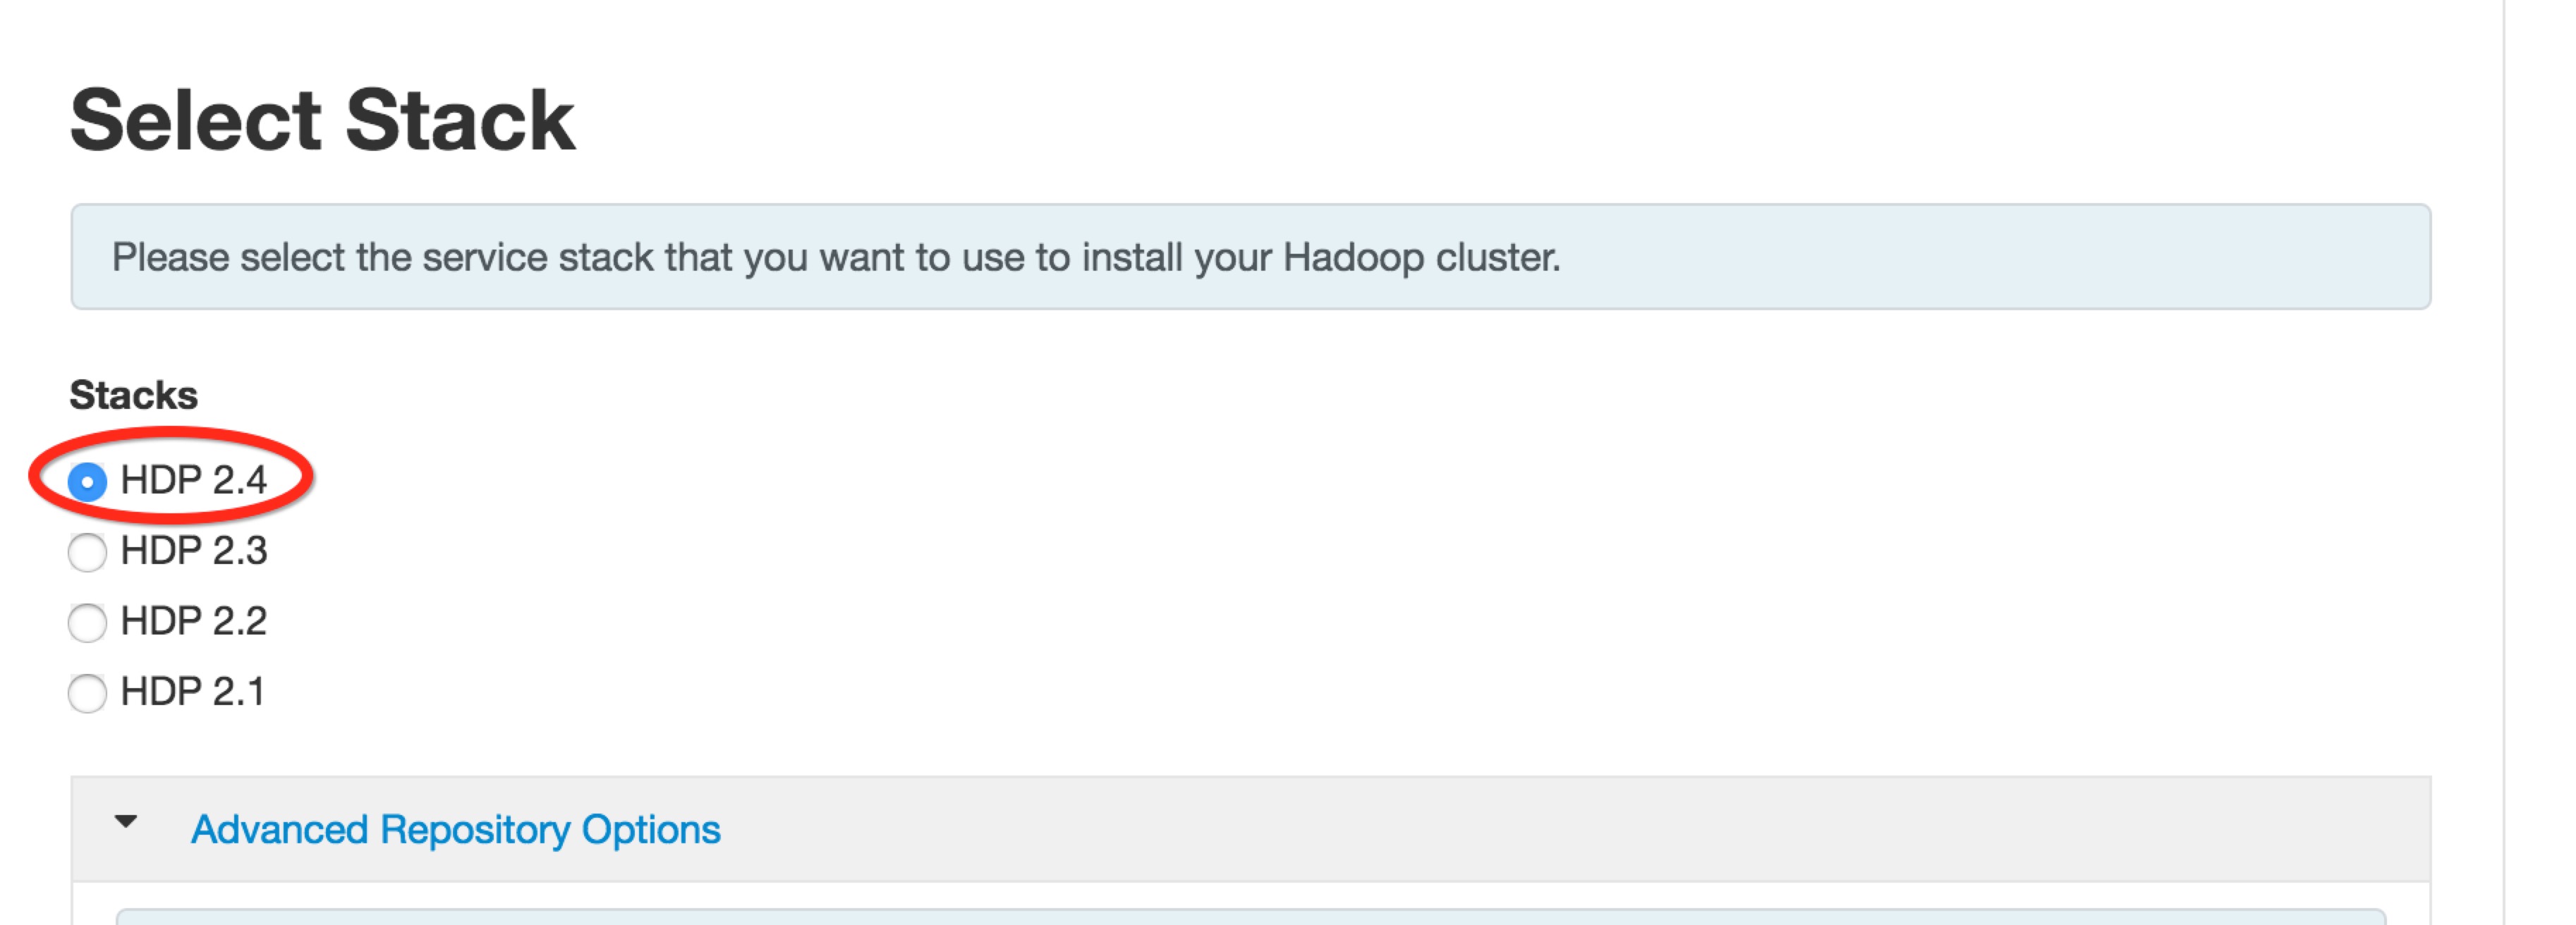 Select Stack
Please select the service stack that you want to use to install your Hadoop cluster.
Stacks
HDP 2.4
HDP 2.3
HDP 2.2
HDP 2.1
Advanced Repository Options